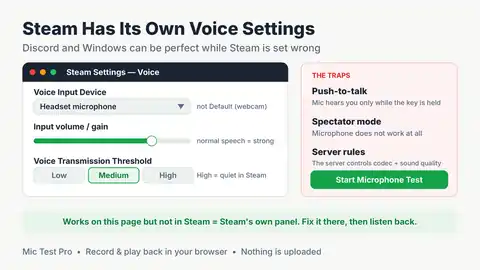 Steam Has Its Own Voice Settings
Discord and Windows can be perfect while Steam is set wrong
Steam Settings — Voice
Voice Input Device
Headset microphone
not Default (webcam)
Input volume / gain
normal speech = strong
Voice Transmission Threshold
Low
Medium
High
High = quiet in Steam
THE TRAPS
Push-to-talk
Mic hears you only while the key is held
Spectator mode
Microphone does not work at all
Server rules
The server controls codec + sound quality
Start Microphone Test
Works on this page but not in Steam = Steam's own panel. Fix it there, then listen back.
Mic Test Pro • Record & play back in your browser • Nothing is uploaded